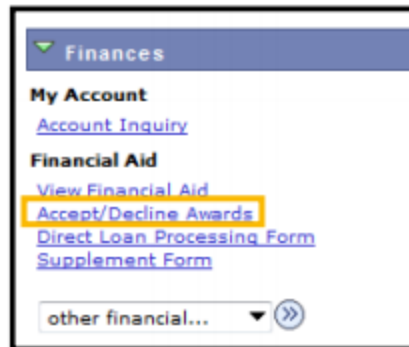 Finances
My Account
Account Inquiry
Financial Aid
View Financial Aid
Accept/Decline Awards
Direct Loan Processing Form
Supplement Form
other financial...